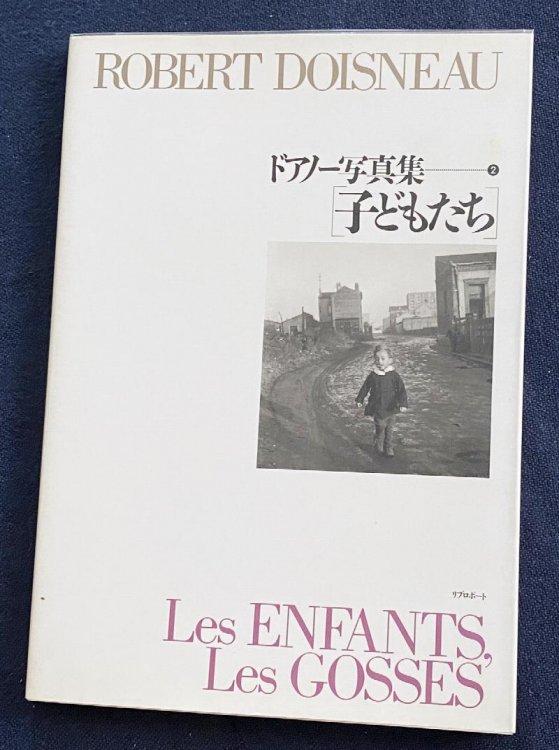 ROBERT DOISNEAU
ドアノー写真集 ❷
[子どもたち]
リブロポート
Les ENFANTS,
Les GOSSES